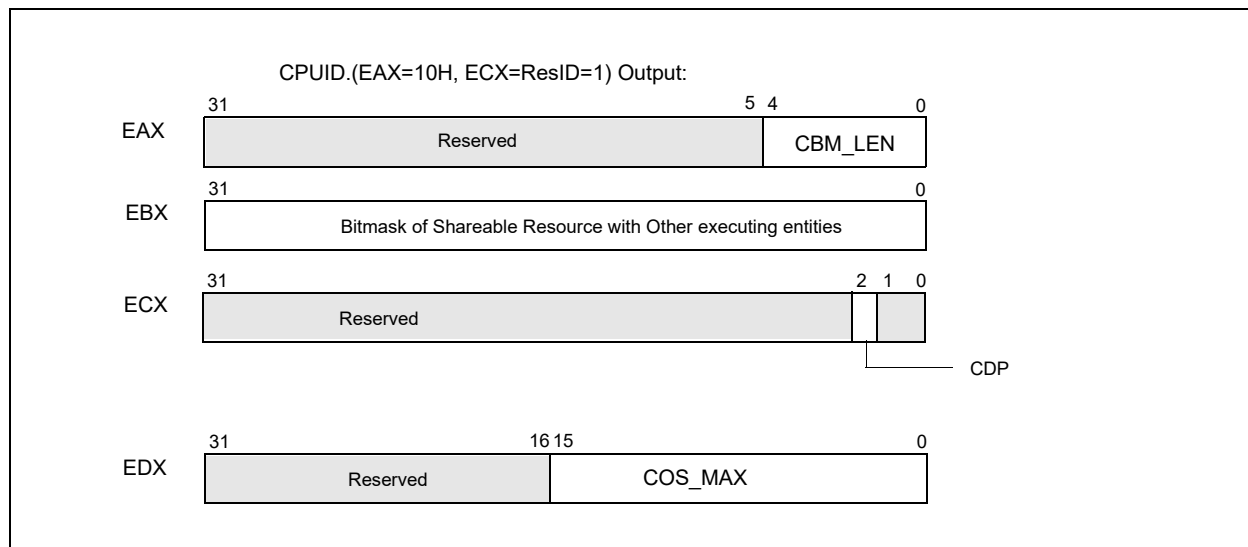 CPUID.(EAX=10H, ECX=ResID=1) Output:
31 5 4 0
EAX Reserved CBM_LEN
31 0
EBX Bitmask of Shareable Resource with Other executing entities
31 2 1 0
ECX Reserved
CDP
31 16 15 0
EDX Reserved COS_MAX